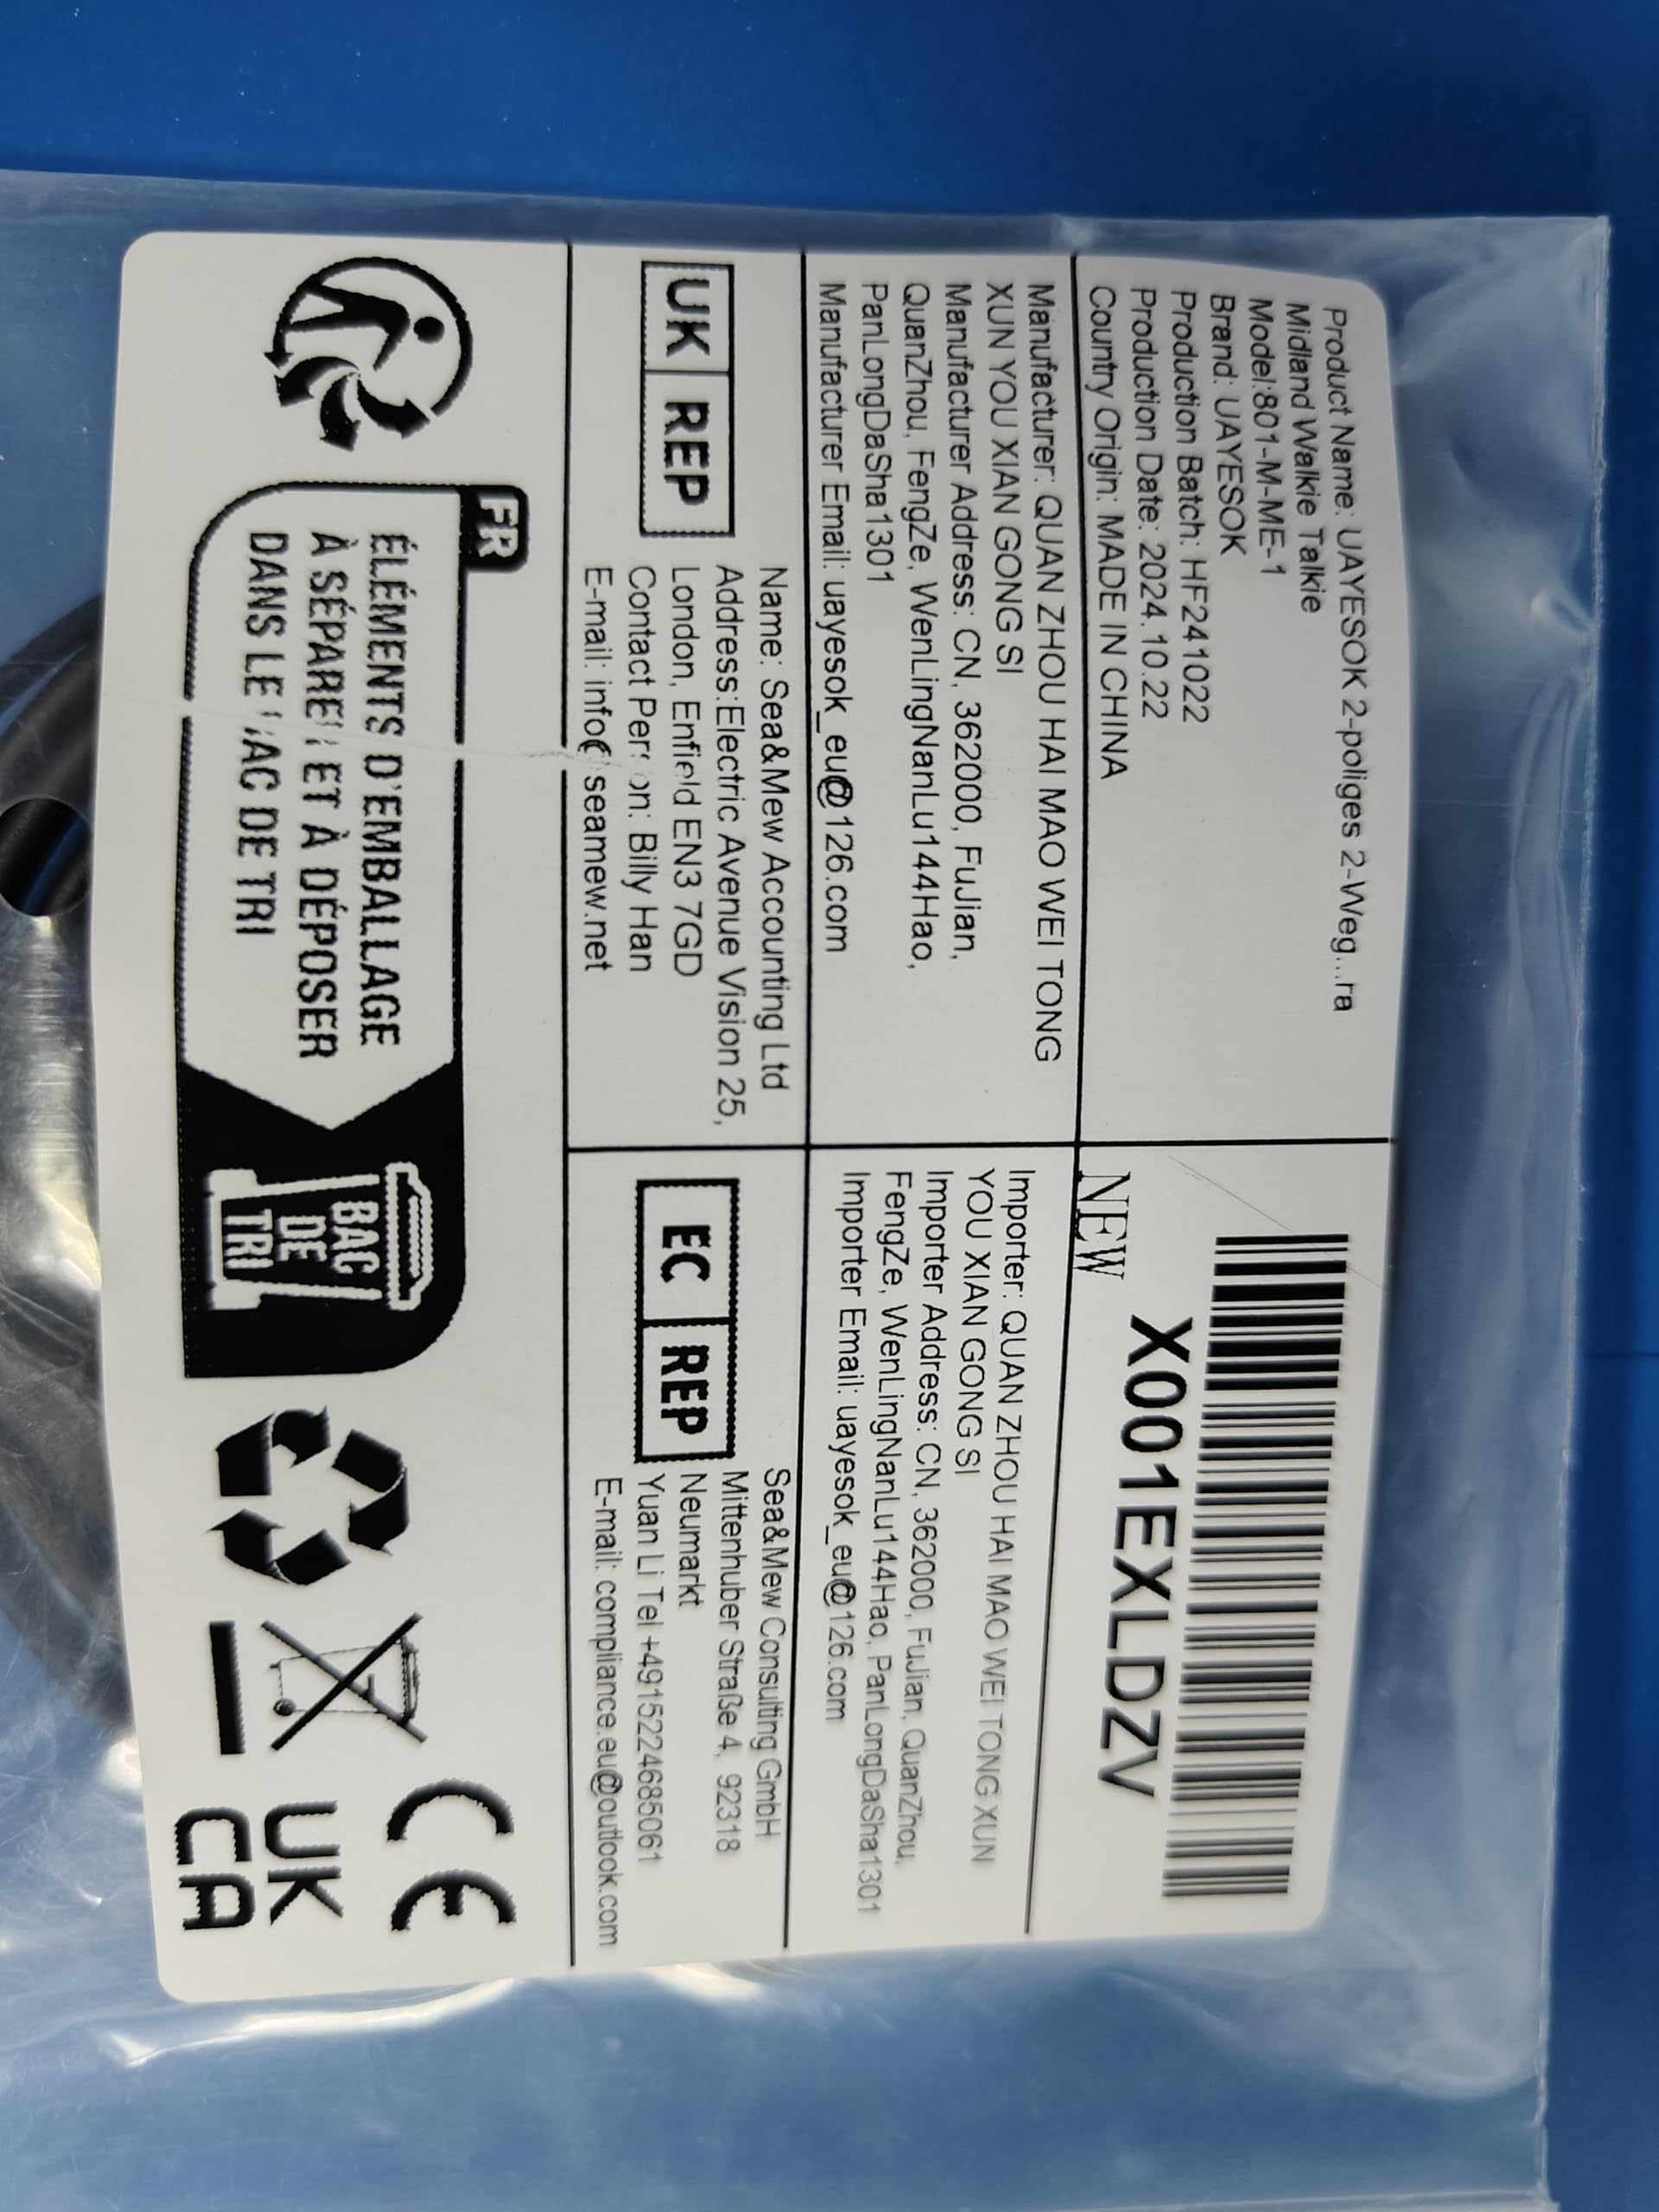 Product Name: UAYESOK 2-poliges 2-Weg...ra
Midland Walkie Talkie
Model:801-M-ME-1
Brand: UAYESOK
Production Batch: HF241022
Production Date: 2024.10.22
Country Origin: MADE IN CHINA
X001EXLDZV
NEW
Manufacturer: QUAN ZHOU HAI MAO WEI TONG
XUN YOU XIAN GONG SI
Manufacturer Address: CN, 362000, FuJian,
QuanZhou, FengZe, WenLingNanLu144Hao,
PanLongDaSha1301
Manufacturer Email: uayesok_eu@126.com
Importer: QUAN ZHOU HAI MAO WEI TONG XUN
YOU XIAN GONG SI
Importer Address: CN, 362000, FuJian, QuanZhou,
FengZe, WenLingNanLu144Hao, PanLongDaSha1301
Importer Email: uayesok_eu@126.com
UK REP
Name: Sea&Mew Accounting Ltd
Address:Electric Avenue Vision 25,
London, Enfield EN3 7GD
Contact Person: Billy Han
E-mail: info@seamew.net
EC REP
Sea&Mew Consulting GmbH
Mittenhuber Straße 4, 92318
Neumarkt
Yuan Li Tel +4915222468506​1
E-mail: compliance.eu@outlook.com
FR
ÉLÉMENTS D'EMBALLAGE
À SÉPARER ET À DÉPOSER
DANS LE BAC DE TRI
BAC
DE
TRI
CE
UK
CA